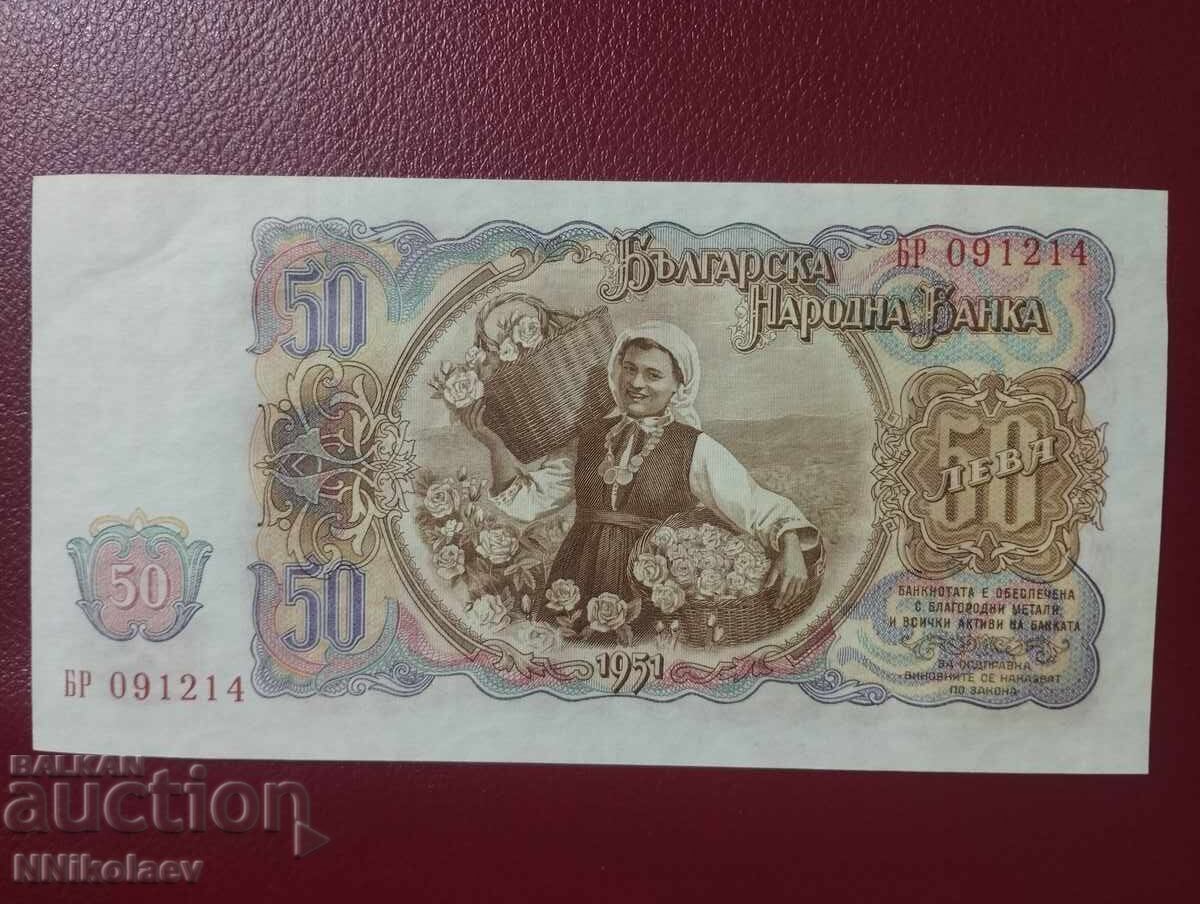 50
БР 091214
Българска
Народна Банка
50
ЛЕВА
50
50
БАНКНОТАТА Е ОБЕЗПЕЧЕНА
С БЛАГОРОДНИ МЕТАЛИ
И ВСИЧКИ АКТИВИ НА БАНКАТА
ЗА ПОДПРАВКА
ВИНОВНИТЕ СЕ НАКАЗВАТ
ПО ЗАКОНА
1951
БР 091214
BALKAN
auction
NNikolaev